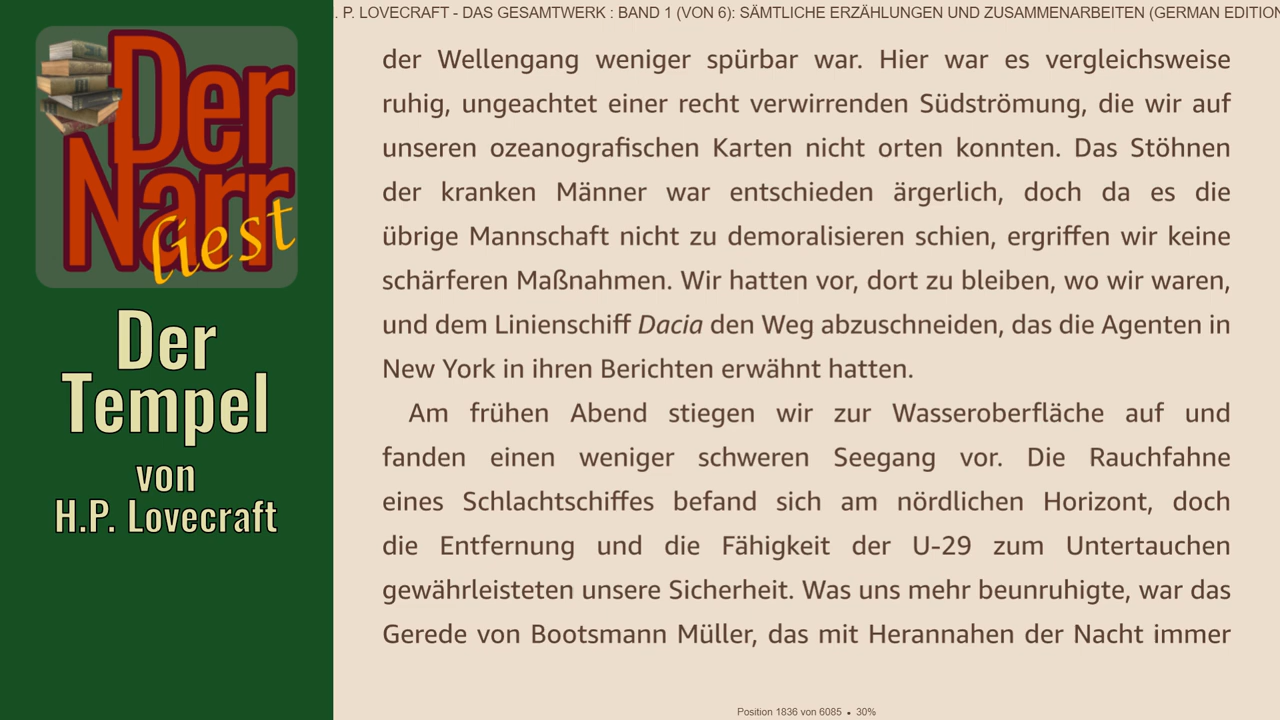 Der
Narr
liest
Der
Tempel
von
H.P. Lovecraft
. P. LOVECRAFT - DAS GESAMTWERK : BAND 1 (VON 6): SÄMTLICHE ERZÄHLUNGEN UND ZUSAMMENARBEITEN (GERMAN EDITION
der Wellengang weniger spürbar war. Hier war es vergleichsweise
ruhig, ungeachtet einer recht verwirrenden Südströmung, die wir auf
unseren ozeanografischen Karten nicht orten konnten. Das Stöhnen
der kranken Männer war entschieden ärgerlich, doch da es die
übrige Mannschaft nicht zu demoralisieren schien, ergriffen wir keine
schärferen Maßnahmen. Wir hatten vor, dort zu bleiben, wo wir waren,
und dem Linienschiff Dacia den Weg abzuschneiden, das die Agenten in
New York in ihren Berichten erwähnt hatten.
Am frühen Abend stiegen wir zur Wasseroberfläche auf und
fanden einen weniger schweren Seegang vor. Die Rauchfahne
eines Schlachtschiffes befand sich am nördlichen Horizont, doch
die Entfernung und die Fähigkeit der U-29 zum Untertauchen
gewährleisteten unsere Sicherheit. Was uns mehr beunruhigte, war das
Gerede von Bootsmann Müller, das mit Herannahen der Nacht immer
Position 1836 von 6085 • 30%